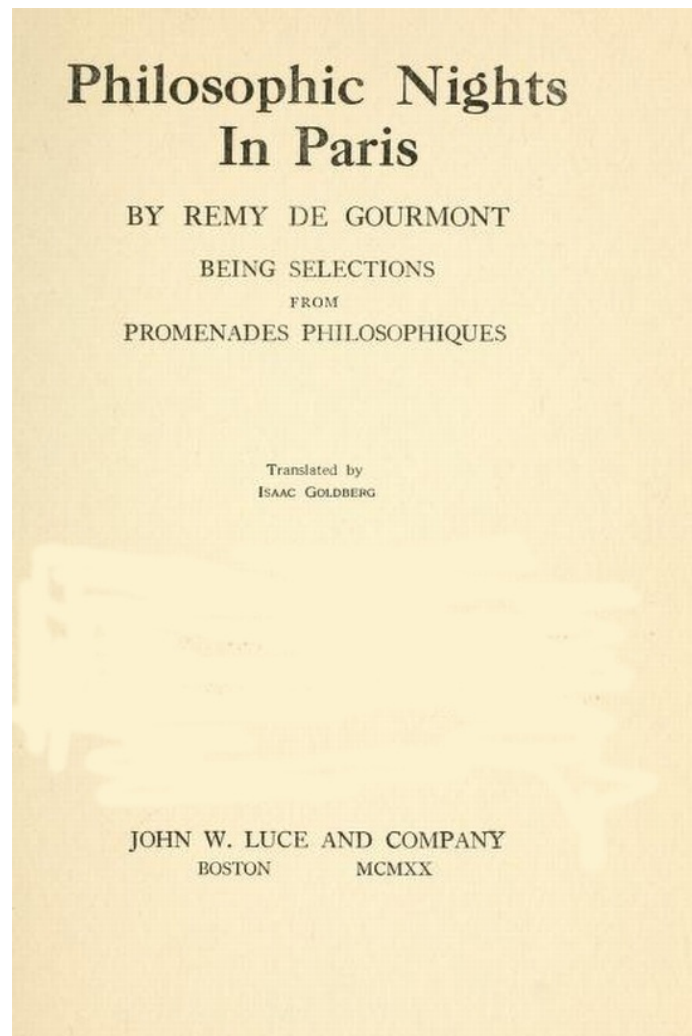 Philosophic Nights
In Paris
BY REMY DE GOURMONT
BEING SELECTIONS
FROM
PROMENADES PHILOSOPHIQUES
Translated by
ISAAC GOLDBERG
JOHN W. LUCE AND COMPANY
BOSTON MCMXX